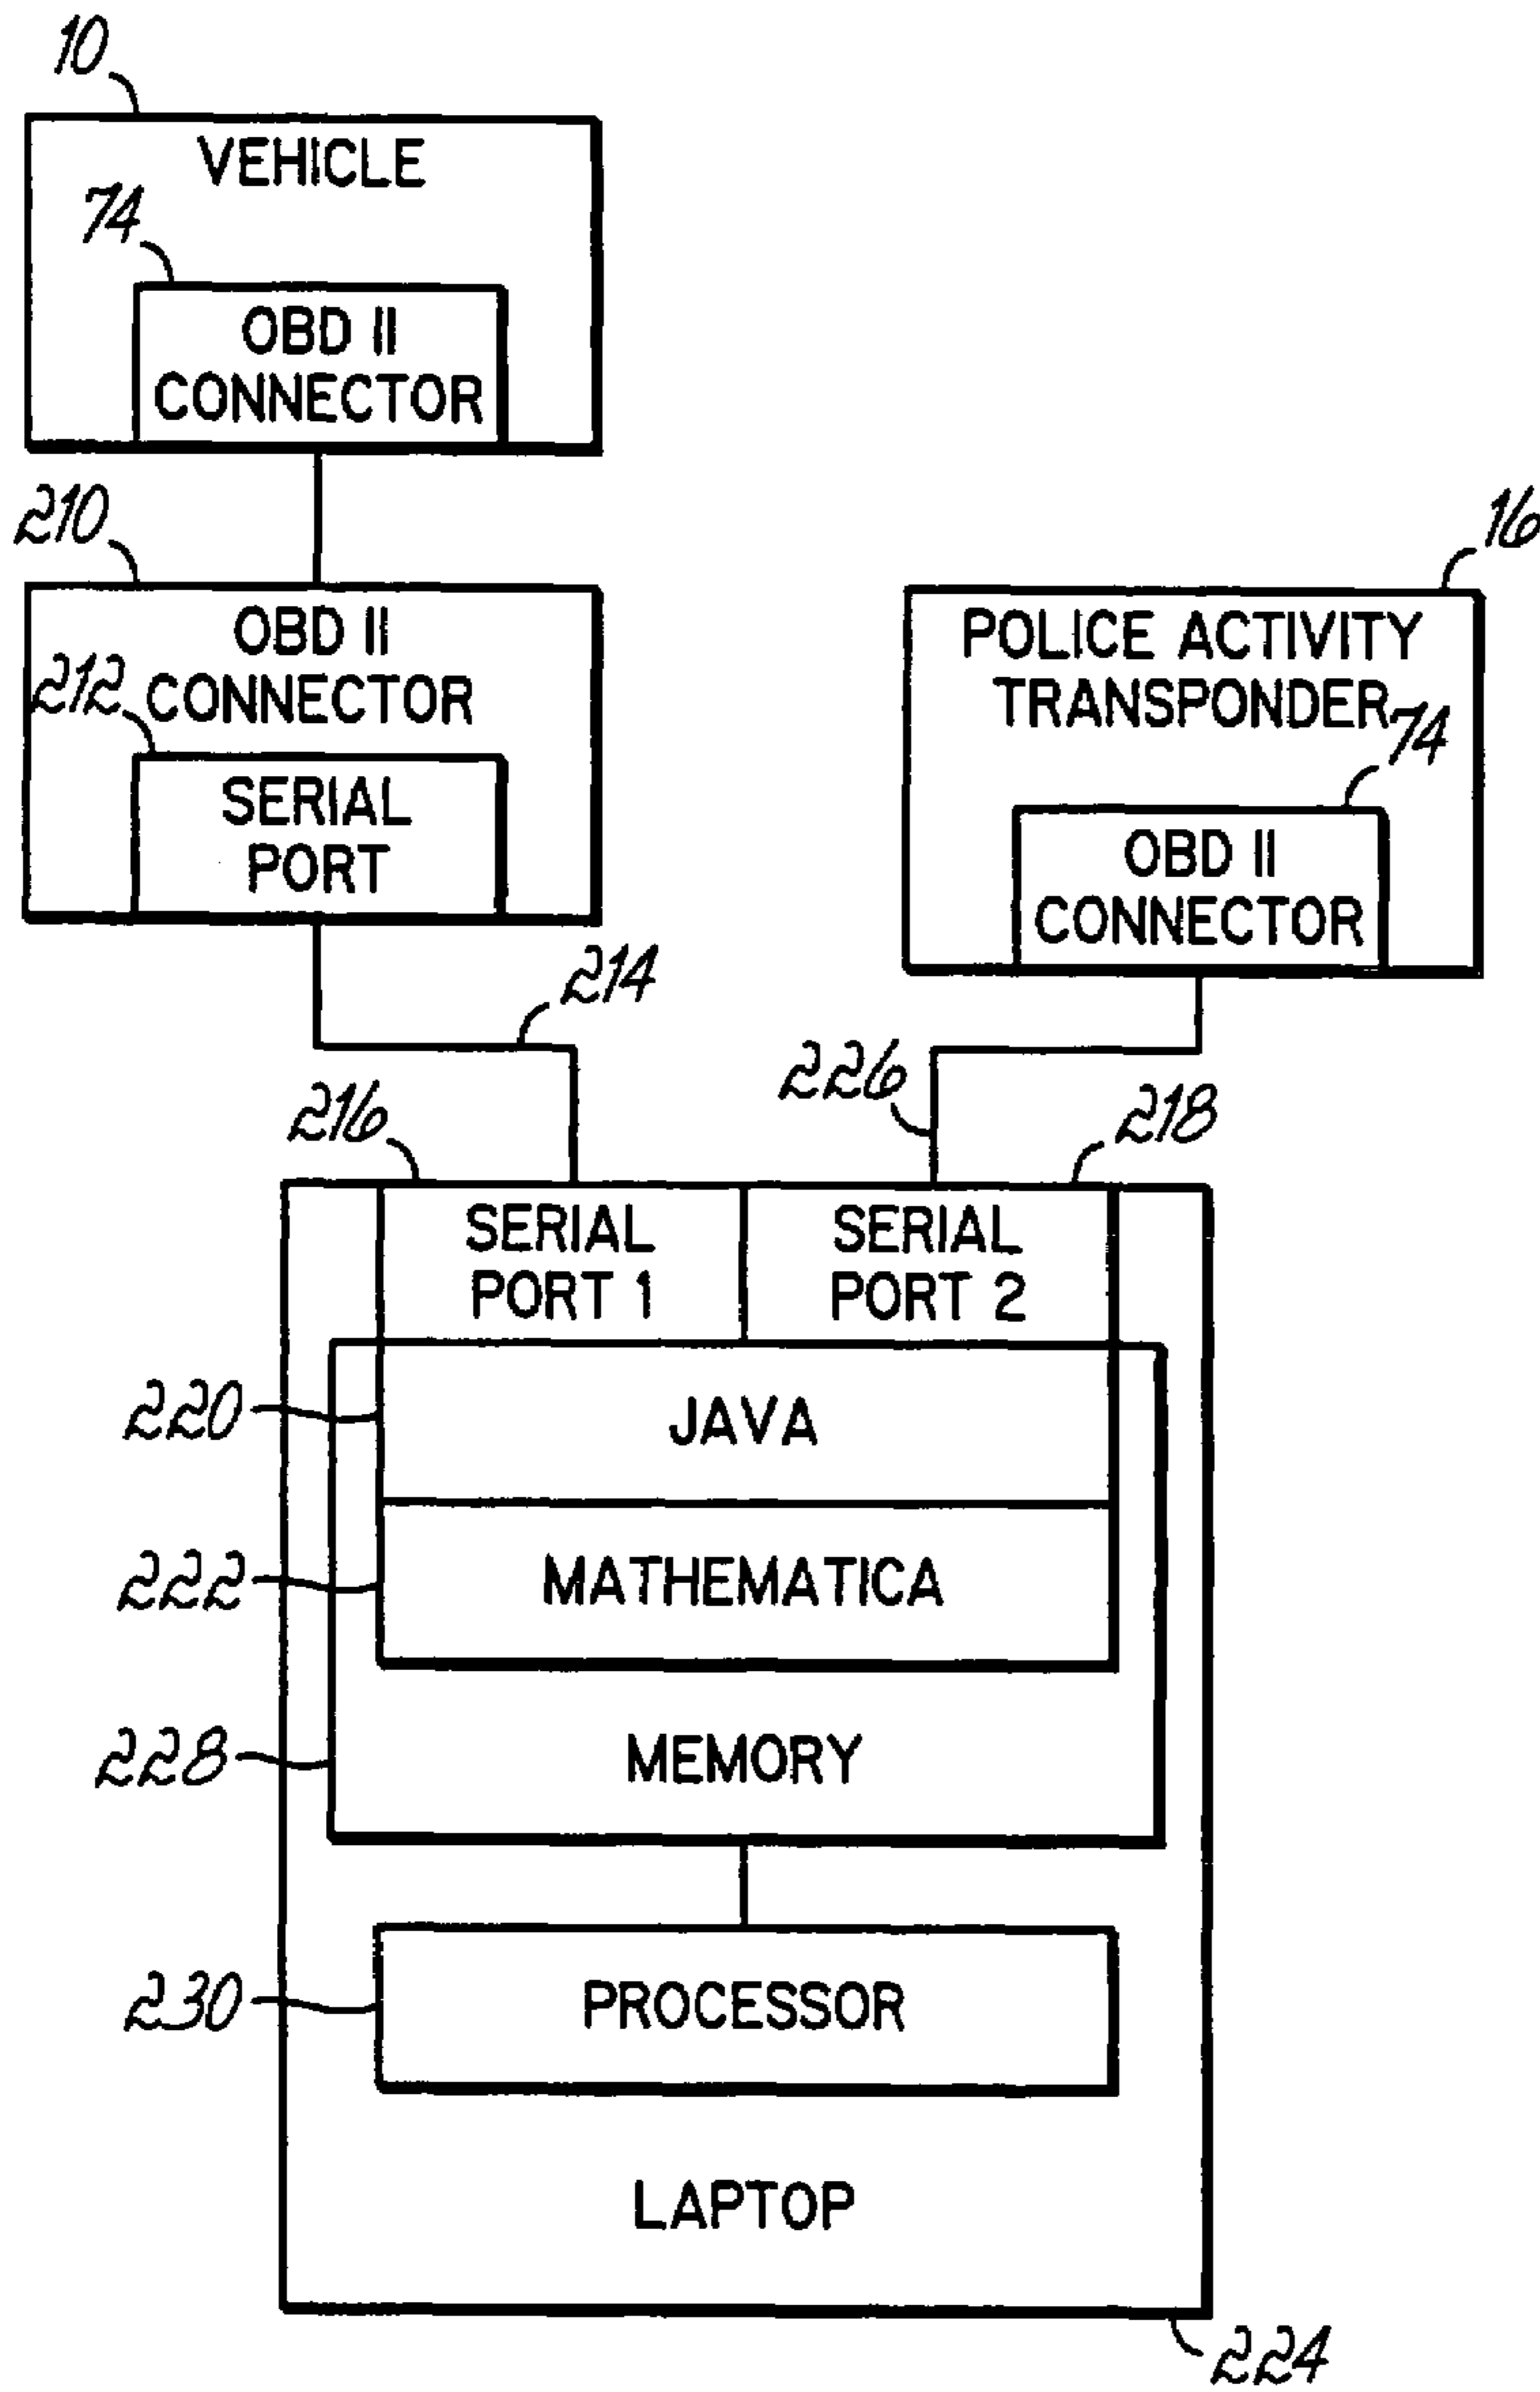 10
VEHICLE
74
OBD II
CONNECTOR
210
OBD II
212
CONNECTOR
SERIAL
PORT
16
POLICE ACTIVITY
TRANSPONDER
74
OBD II
CONNECTOR
214
226
216
218
SERIAL
PORT 1
SERIAL
PORT 2
220
JAVA
222
MATHEMATICA
228
MEMORY
230
PROCESSOR
LAPTOP
224